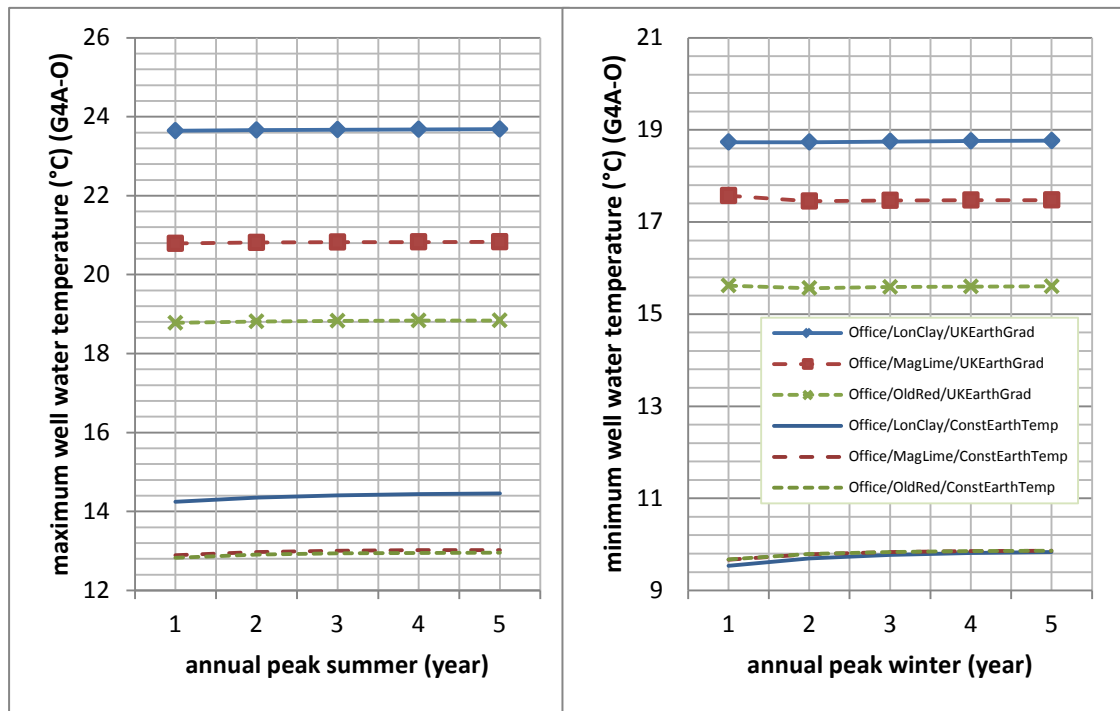 maximum well water temperature (°C) (G4A-O)
26
24
22
20
18
16
14
12
1 2 3 4 5
annual peak summer (year)
minimum well water temperature (°C) (G4A-O)
21
19
17
15
13
11
9
1 2 3 4 5
annual peak winter (year)
Office/LonClay/UKEarthGrad
Office/MagLime/UKEarthGrad
Office/OldRed/UKEarthGrad
Office/LonClay/ConstEarthTemp
Office/MagLime/ConstEarthTemp
Office/OldRed/ConstEarthTemp